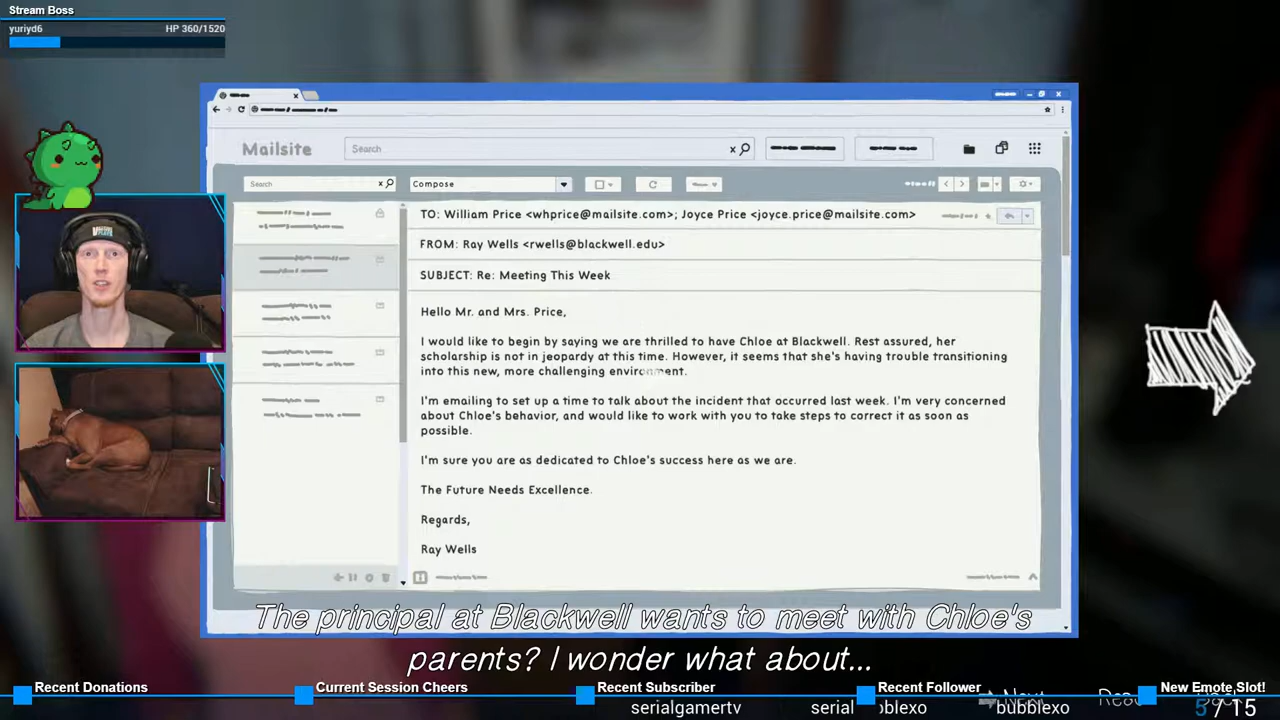 Stream Boss
yuriyd6
HP 360/1520
Mailsite
Search
x
Search
x
Compose
TO: William Price <whprice@mailsite.com>; Joyce Price <joyce.price@mailsite.com>
FROM: Ray Wells <rwells@blackwell.edu>
SUBJECT: Re: Meeting This Week
Hello Mr. and Mrs. Price,
I would like to begin by saying we are thrilled to have Chloe at Blackwell. Rest assured, her
scholarship is not in jeopardy at this time. However, it seems that she's having trouble transitioning
into this new, more challenging environment.
I'm emailing to set up a time to talk about the incident that occurred last week. I'm very concerned
about Chloe's behavior, and would like to work with you to take steps to correct it as soon as
possible.
I'm sure you are as dedicated to Chloe's success here as we are.
The Future Needs Excellence.
Regards,
Ray Wells
The principal at Blackwell wants to meet with Chloe's
parents? I wonder what about...
Recent Donations
Current Session Cheers
Recent Subscriber
serialgamertv
serial
Recent Follower
bblexo
bubblexo
Next
New Emote Slot!
5 / 15